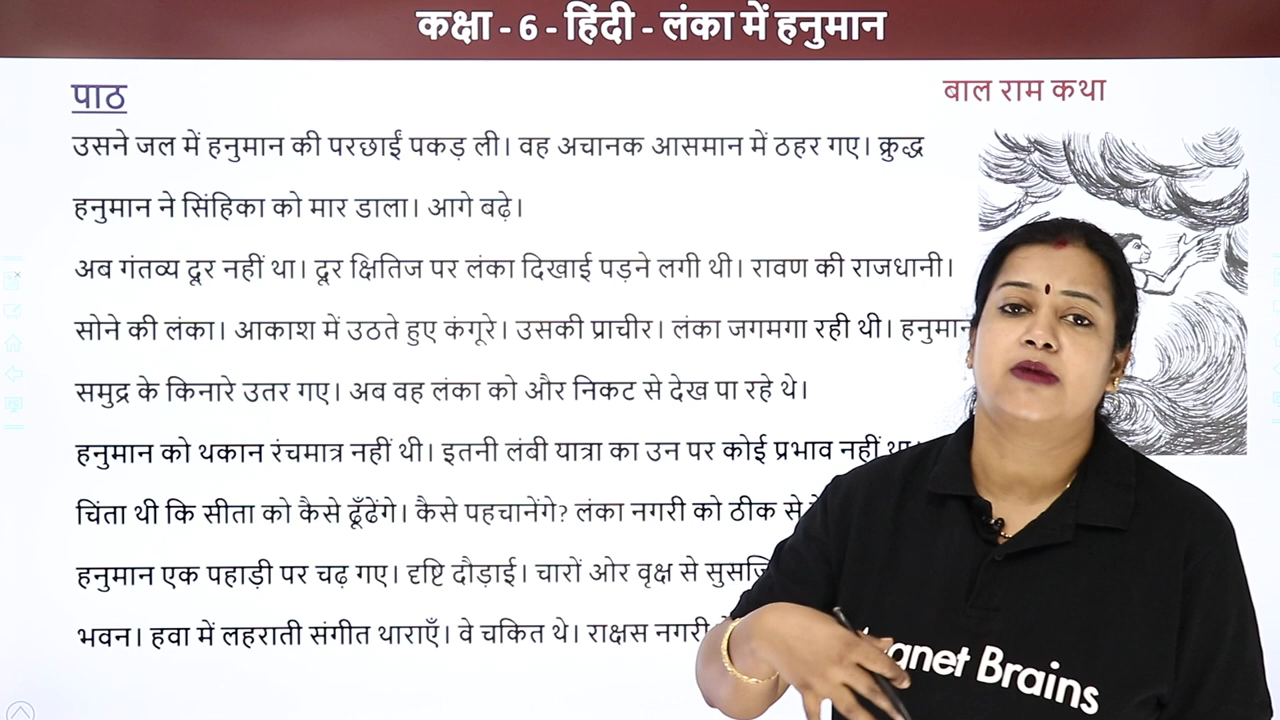 कक्षा - 6 - हिंदी - लंका में हनुमान
पाठ
बाल राम कथा
उसने जल में हनुमान की परछाईं पकड़ ली। वह अचानक आसमान में ठहर गए। क्रुद्ध
हनुमान ने सिंहिका को मार डाला। आगे बढ़े।
अब गंतव्य दूर नहीं था। दूर क्षितिज पर लंका दिखाई पड़ने लगी थी। रावण की राजधानी।
सोने की लंका। आकाश में उठते हुए कंगूरे। उसकी प्राचीर। लंका जगमगा रही थी। हनुमान
समुद्र के किनारे उतर गए। अब वह लंका को और निकट से देख पा रहे थे।
हनुमान को थकान रंचमात्र नहीं थी। इतनी लंबी यात्रा का उन पर कोई प्रभाव नहीं था।
चिंता थी कि सीता को कैसे ढूँढेंगे। कैसे पहचानेंगे? लंका नगरी को ठीक से
हनुमान एक पहाड़ी पर चढ़ गए। दृष्टि दौड़ाई। चारों ओर वृक्ष से
भवन। हवा में लहराती संगीत थाराएँ। वे चकित थे। राक्षस नगरी
gnet Brains